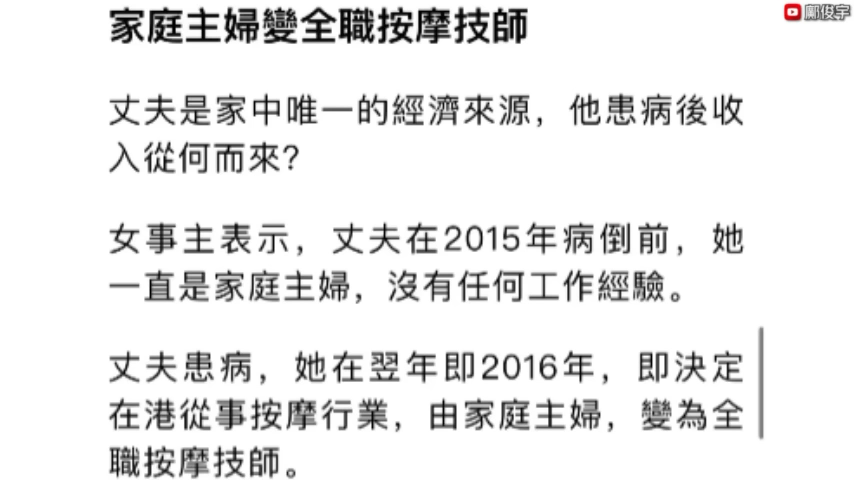 家庭主婦變全職按摩技師
鄺俊宇
丈夫是家中唯一的經濟來源，他患病後收
入從何而來？
女事主表示，丈夫在2015年病倒前，她
一直是家庭主婦，沒有任何工作經驗。
丈夫患病，她在翌年即2016年，即決定
在港從事按摩行業，由家庭主婦，變為全
職按摩技師。